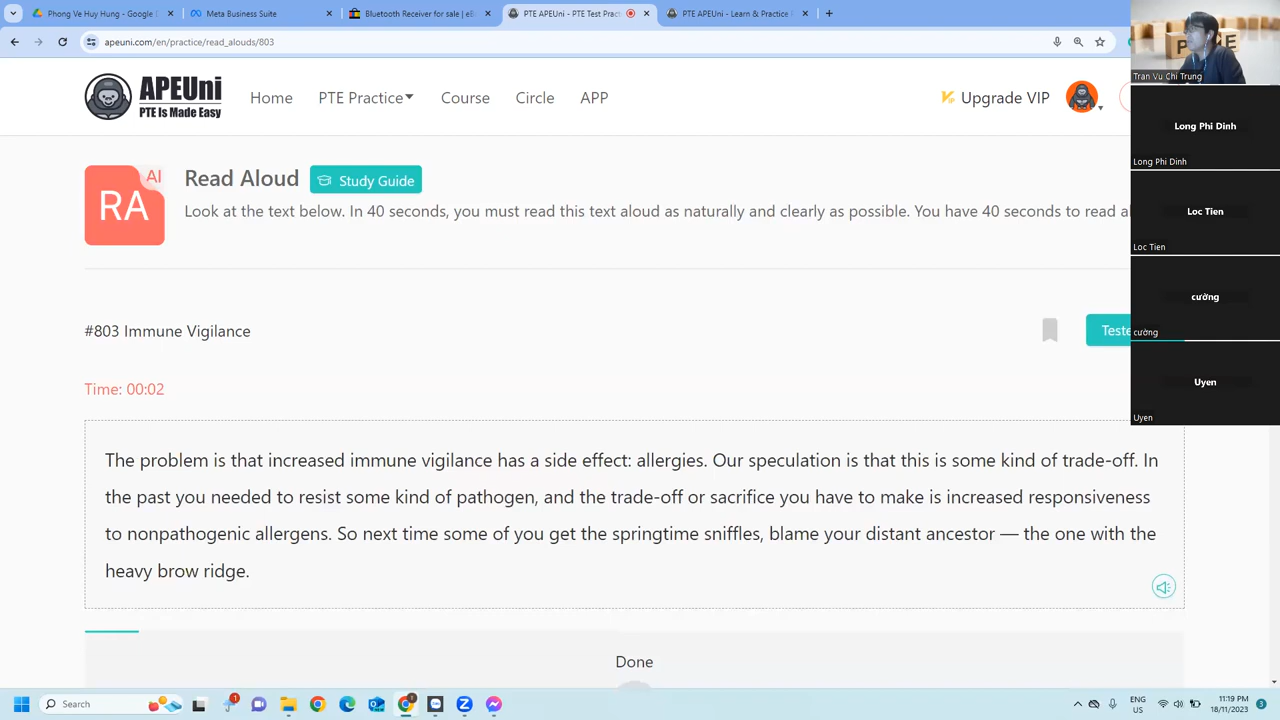 Phong Ve Huy Hung - Google D
Meta Business Suite
Bluetooth Receiver for sale | eB
PTE APEUni - PTE Test Pract
PTE APEUni - Learn & Practice P
apeuni.com/en/practice/read_alouds/803
APEUni
PTE Is Made Easy
Home
PTE Practice
Course
Circle
APP
Upgrade VIP
Tran Vu Chi Trung
Long Phi Dinh
Long Phi Dinh
Loc Tien
Loc Tien
cường
cường
Uyen
Uyen
RA
AI
Read Aloud
Study Guide
Look at the text below. In 40 seconds, you must read this text aloud as naturally and clearly as possible. You have 40 seconds to read al
#803 Immune Vigilance
Teste
Time: 00:02
The problem is that increased immune vigilance has a side effect: allergies. Our speculation is that this is some kind of trade-off. In
the past you needed to resist some kind of pathogen, and the trade-off or sacrifice you have to make is increased responsiveness
to nonpathogenic allergens. So next time some of you get the springtime sniffles, blame your distant ancestor — the one with the
heavy brow ridge.
Done
Search
ENG
US
11:19 PM
18/11/2023